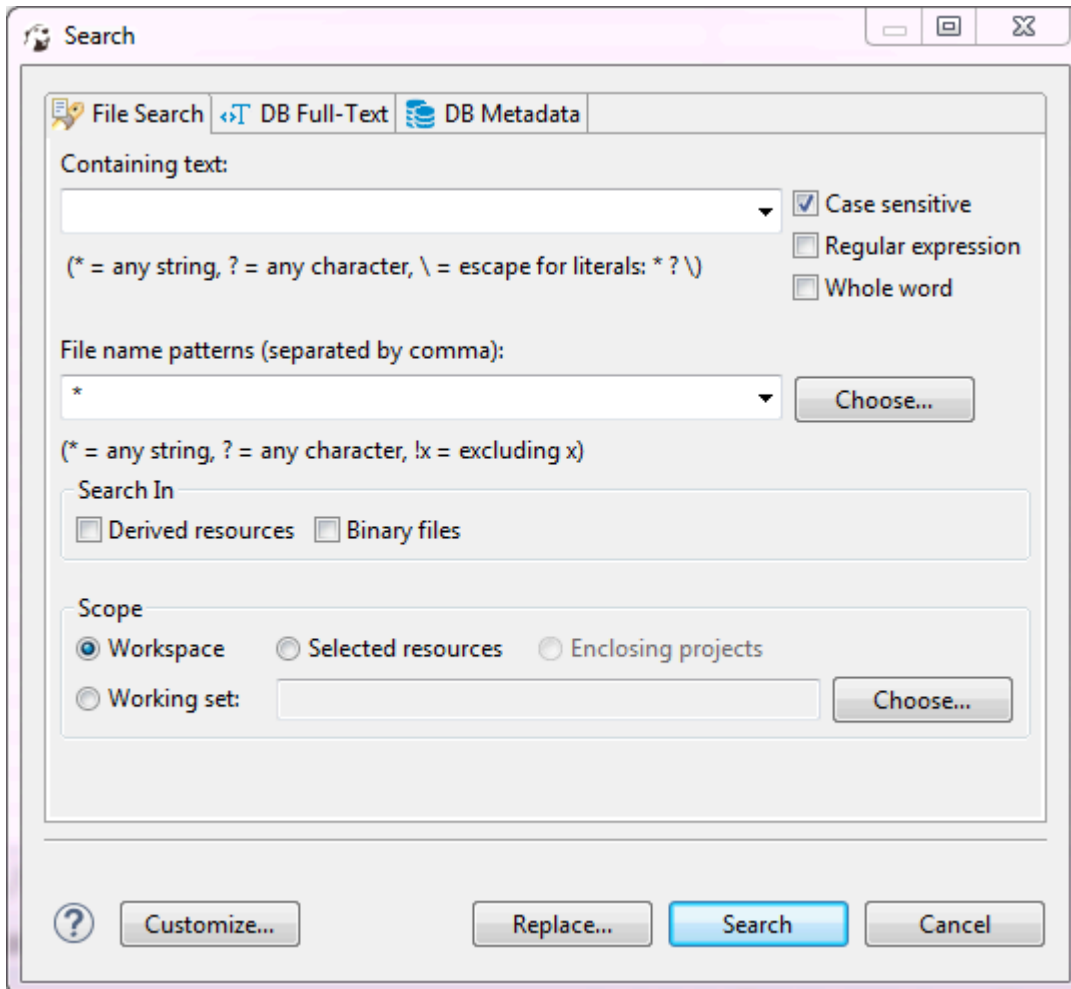 Search
File Search DB Full-Text DB Metadata
Containing text:
Case sensitive
Regular expression
(* = any string, ? = any character, \ = escape for literals: * ? \)
Whole word
File name patterns (separated by comma):
*
Choose...
(* = any string, ? = any character, !x = excluding x)
Search In
Derived resources Binary files
Scope
Workspace Selected resources Enclosing projects
Working set: Choose...
? Customize... Replace... Search Cancel